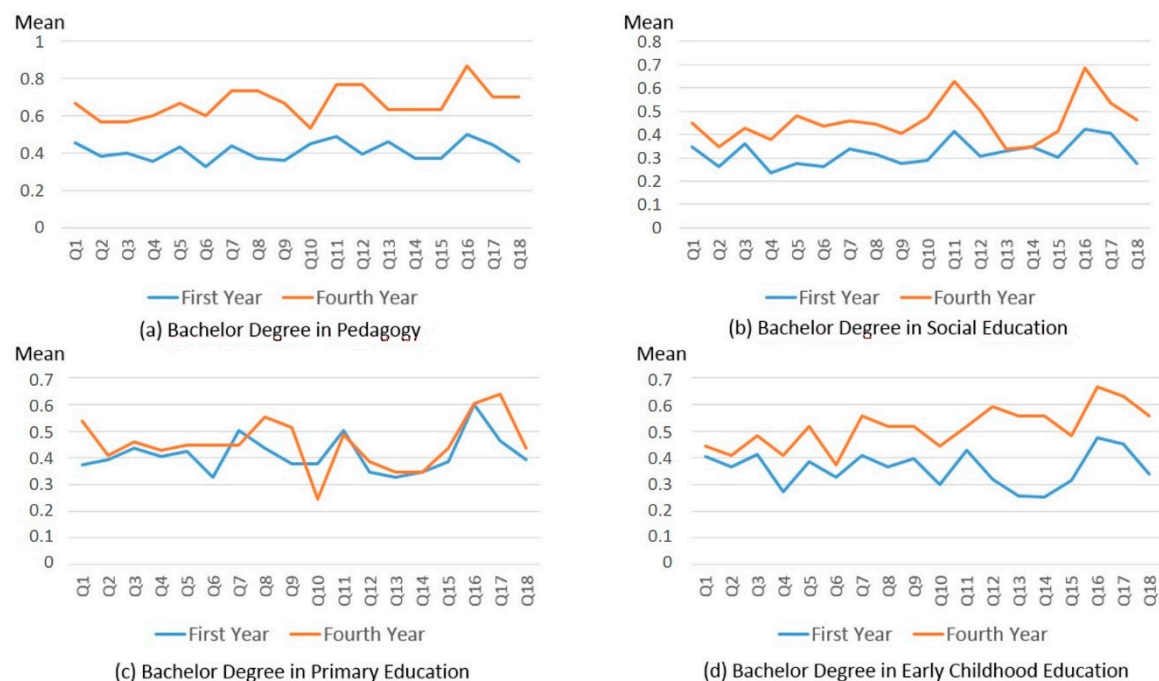 Mean
1
0.8
0.6
0.4
0.2
0
Q1 Q2 Q3 Q4 Q5 Q6 Q7 Q8 Q9 Q10 Q11 Q12 Q13 Q14 Q15 Q16 Q17 Q18
First Year Fourth Year
(a) Bachelor Degree in Pedagogy
Mean
0.8
0.7
0.6
0.5
0.4
0.3
0.2
0.1
0
Q1 Q2 Q3 Q4 Q5 Q6 Q7 Q8 Q9 Q10 Q11 Q12 Q13 Q14 Q15 Q16 Q17 Q18
First Year Fourth Year
(b) Bachelor Degree in Social Education
Mean
0.7
0.6
0.5
0.4
0.3
0.2
0.1
0
Q1 Q2 Q3 Q4 Q5 Q6 Q7 Q8 Q9 Q10 Q11 Q12 Q13 Q14 Q15 Q16 Q17 Q18
First Year Fourth Year
(c) Bachelor Degree in Primary Education
Mean
0.7
0.6
0.5
0.4
0.3
0.2
0.1
0
Q1 Q2 Q3 Q4 Q5 Q6 Q7 Q8 Q9 Q10 Q11 Q12 Q13 Q14 Q15 Q16 Q17 Q18
First Year Fourth Year
(d) Bachelor Degree in Early Childhood Education